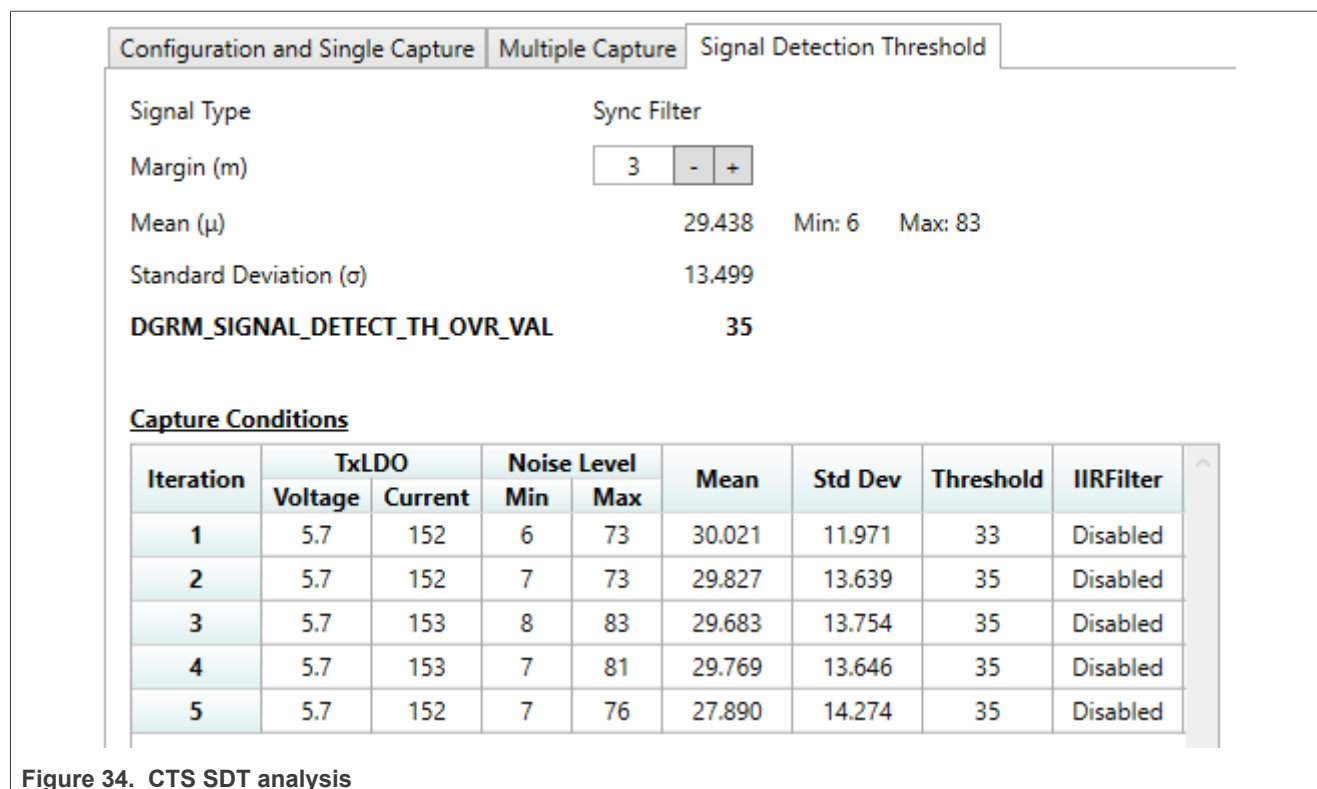 Configuration and Single Capture Multiple Capture Signal Detection Threshold
Signal Type Sync Filter
Margin (m) 3 - +
Mean (μ) 29.438 Min: 6 Max: 83
Standard Deviation (σ) 13.499
DGRM_SIGNAL_DETECT_TH_OVR_VAL 35
Capture Conditions
Iteration TxLDO Noise Level Mean Std Dev Threshold IIRFilter
Voltage Current Min Max
1 5.7 152 6 73 30.021 11.971 33 Disabled
2 5.7 152 7 73 29.827 13.639 35 Disabled
3 5.7 153 8 83 29.683 13.754 35 Disabled
4 5.7 153 7 81 29.769 13.646 35 Disabled
5 5.7 152 7 76 27.890 14.274 35 Disabled
Figure 34. CTS SDT analysis